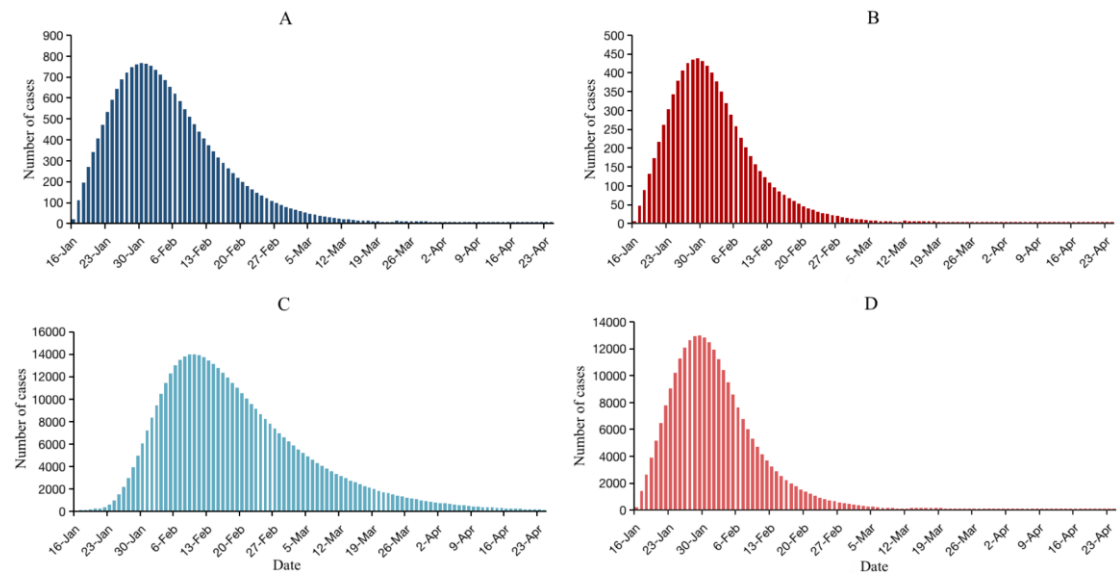 A
900
800
700
600
500
400
300
200
100
0
Number of cases
16-Jan
23-Jan
30-Jan
6-Feb
13-Feb
20-Feb
27-Feb
5-Mar
12-Mar
19-Mar
26-Mar
2-Apr
9-Apr
16-Apr
23-Apr
B
500
450
400
350
300
250
200
150
100
50
0
Number of cases
16-Jan
23-Jan
30-Jan
6-Feb
13-Feb
20-Feb
27-Feb
5-Mar
12-Mar
19-Mar
26-Mar
2-Apr
9-Apr
16-Apr
23-Apr
C
16000
14000
12000
10000
8000
6000
4000
2000
0
Number of cases
16-Jan
23-Jan
30-Jan
6-Feb
13-Feb
20-Feb
27-Feb
5-Mar
12-Mar
19-Mar
26-Mar
2-Apr
9-Apr
16-Apr
23-Apr
Date
D
14000
12000
10000
8000
6000
4000
2000
0
Number of cases
16-Jan
23-Jan
30-Jan
6-Feb
13-Feb
20-Feb
27-Feb
5-Mar
12-Mar
19-Mar
26-Mar
2-Apr
9-Apr
16-Apr
23-Apr
Date